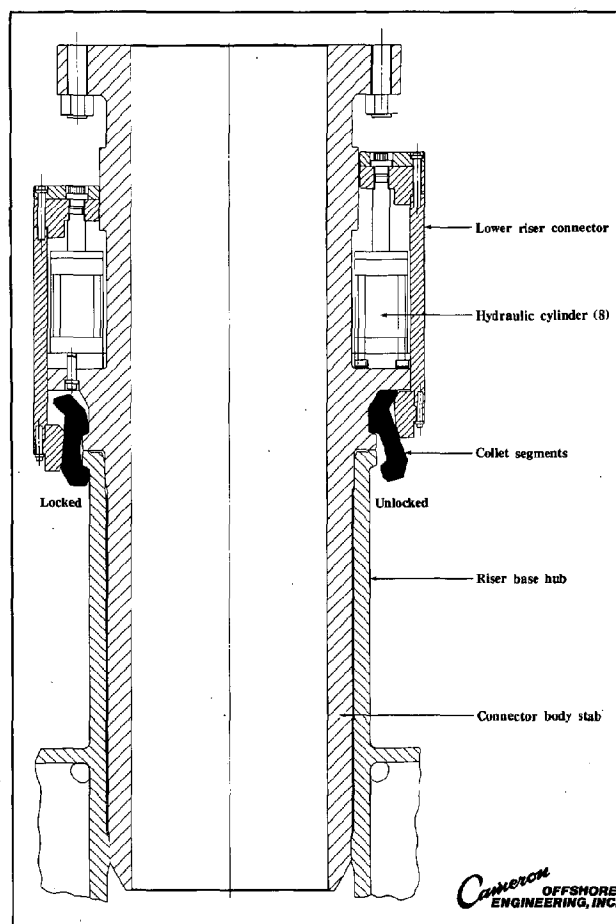 Lower riser connector
Hydraulic cylinder (8)
Collet segments
Locked
Unlocked
Riser base hub
Connector body stab
Cameron OFFSHORE
ENGINEERING, INC.